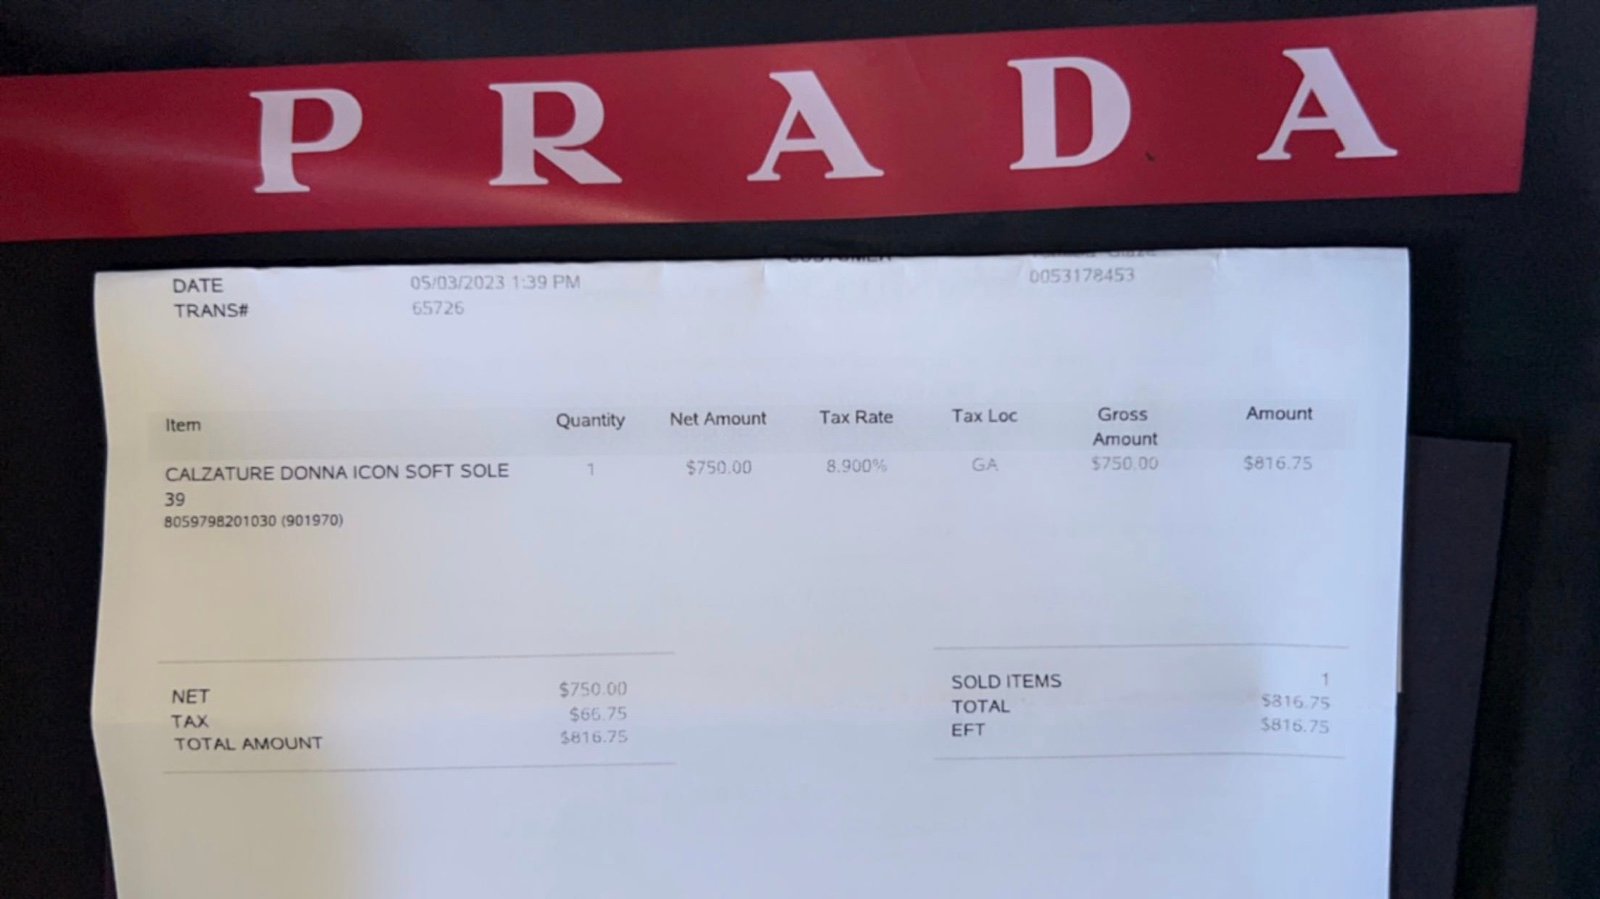 PRADA
DATE 05/03/2023 1:39 PM 0053178453
TRANS# 65726
Item Quantity Net Amount Tax Rate Tax Loc Gross Amount Amount
CALZATURE DONNA ICON SOFT SOLE 1 $750.00 8.900% GA $750.00 $816.75
39
8059798201030 (901970)
NET $750.00
TAX $66.75
TOTAL AMOUNT $816.75
SOLD ITEMS 1
TOTAL $816.75
EFT $816.75